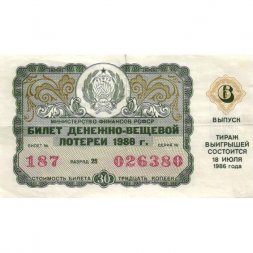 МИНИСТЕРСТВО ФИНАНСОВ РСФСР
БИЛЕТ ДЕНЕЖНО-ВЕЩЕВОЙ
ЛОТЕРЕИ 1986 г.
БИЛЕТ № СЕРИЯ №
187 РАЗРЯД 026380
СТОИМОСТЬ БИЛЕТА 30 ТРИДЦАТЬ КОПЕЕК
6
ВЫПУСК
ТИРАЖ
ВЫИГРЫШЕЙ
СОСТОИТСЯ
18 ИЮЛЯ
1986 года